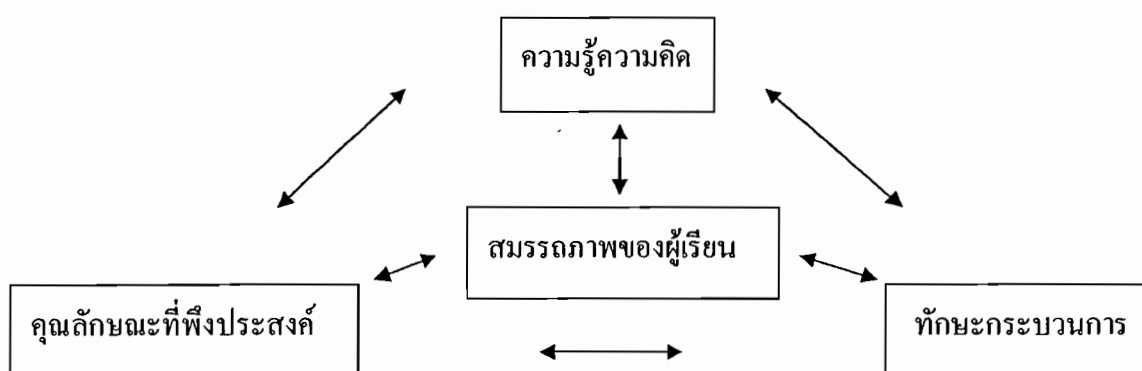 ความรู้ความคิด
สมรรถภาพของผู้เรียน
คุณลักษณะที่พึงประสงค์
ทักษะกระบวนการ